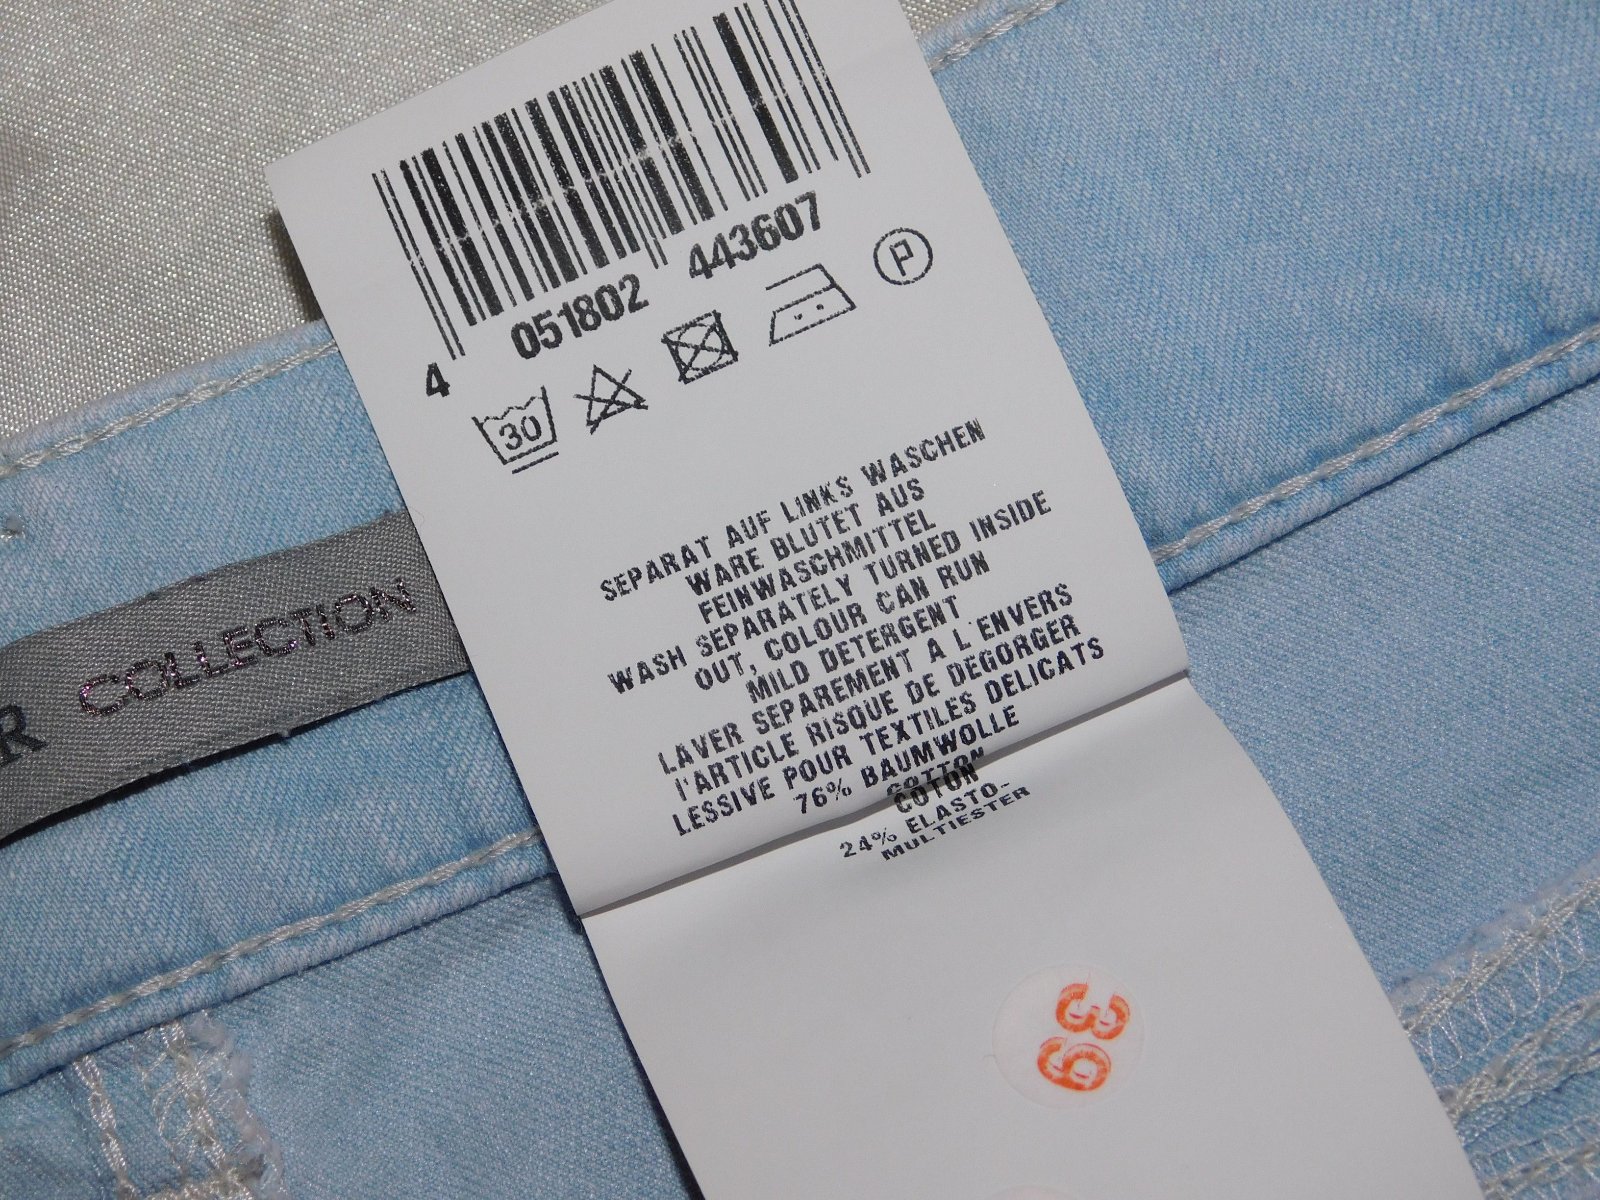 4 051802 443607
30
P
SEPARAT AUF LINKS WASCHEN
WARE BLUTET AUS
FEINWASCHMITTEL
WASH SEPARATELY TURNED INSIDE
OUT, COLOUR CAN RUN
MILD DETERGENT
LAVER SEPAREMENT A L'ENVERS
l'ARTICLE RISQUE DE DEGORGER
LESSIVE POUR TEXTILES DELICATS
76% BAUMWOLLE
COTTON
COTON
24% ELASTO-
MULTIESTER
R COLLECTION
39